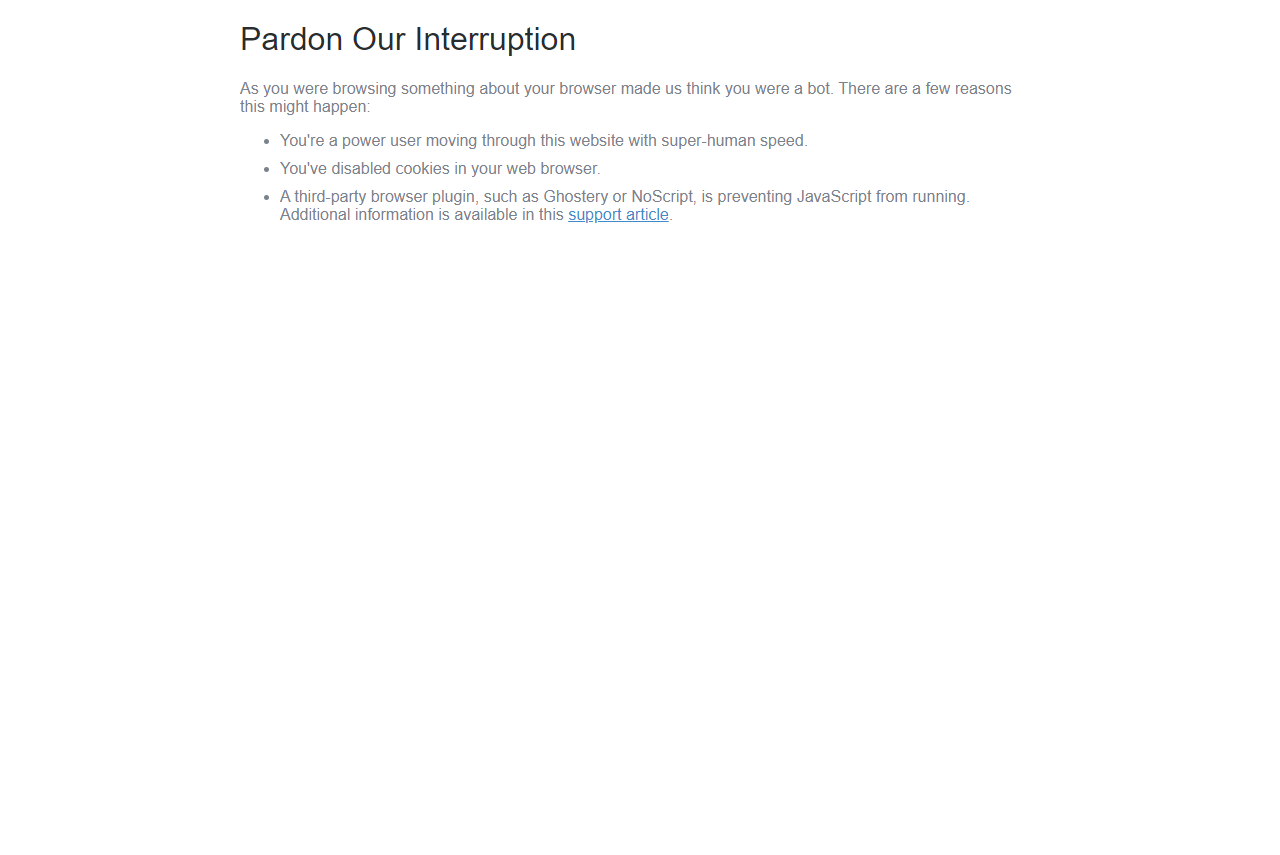 Pardon Our Interruption
As you were browsing something about your browser made us think you were a bot. There are a few reasons
this might happen:
You're a power user moving through this website with super-human speed.
You've disabled cookies in your web browser.
A third-party browser plugin, such as Ghostery or NoScript, is preventing JavaScript from running.
Additional information is available in this support article.